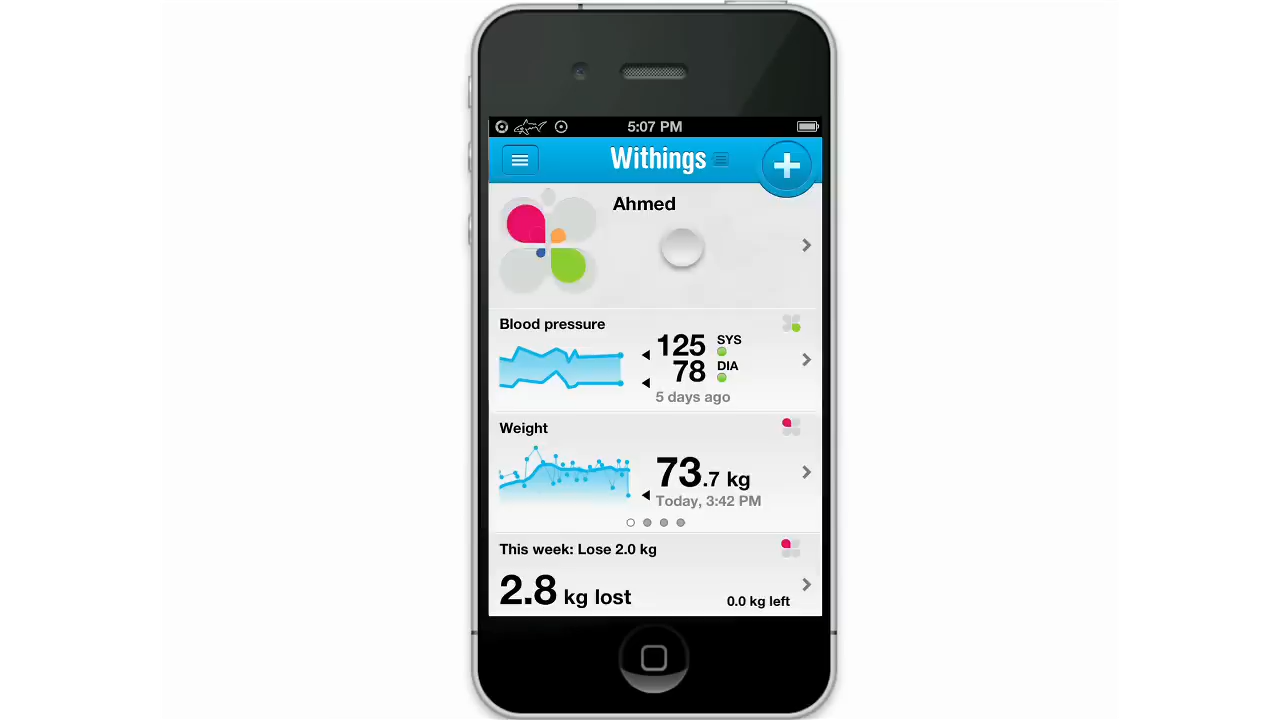 5:07 PM
Withings
Ahmed
Blood pressure
125 SYS
78 DIA
5 days ago
Weight
73.7 kg
Today, 3:42 PM
This week: Lose 2.0 kg
2.8 kg lost
0.0 kg left